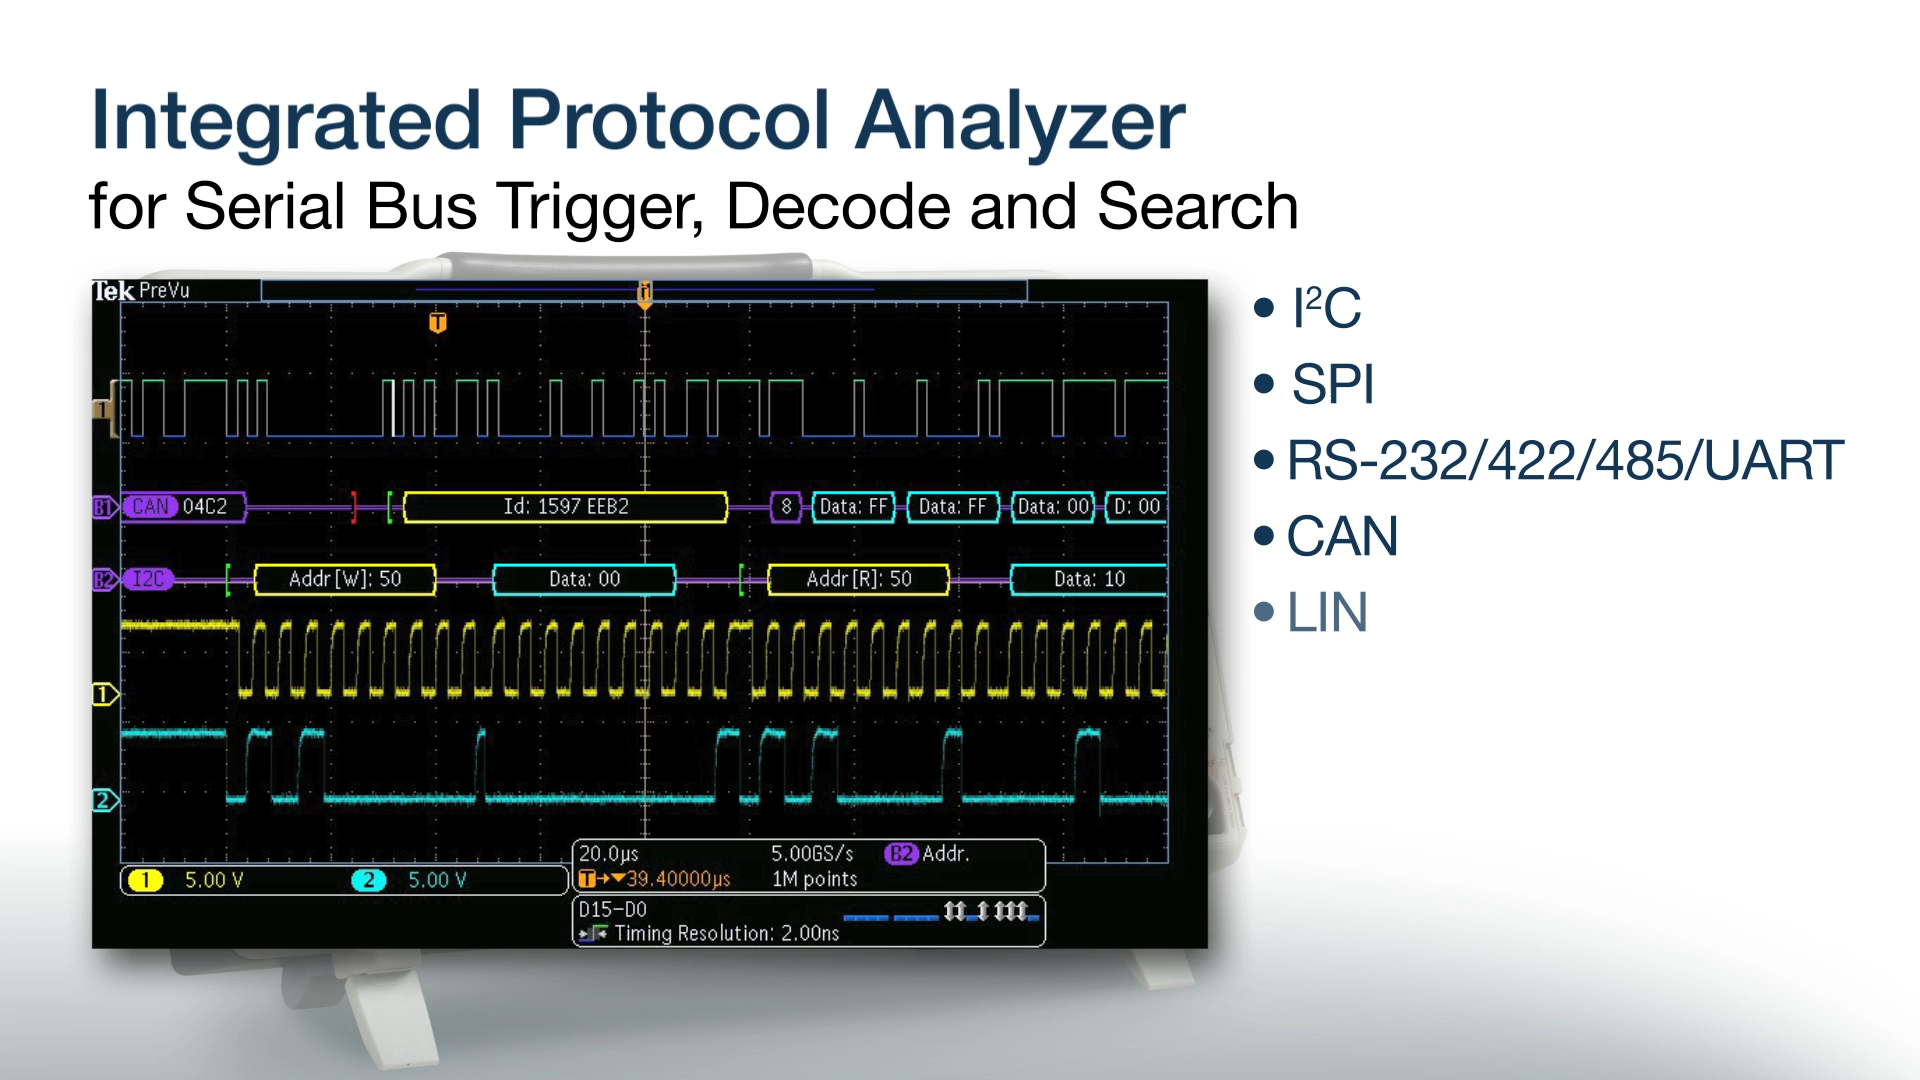 Integrated Protocol Analyzer
for Serial Bus Trigger, Decode and Search
Tek PreVu
T
T
1
B1 CAN 04C2 Id: 1597 EEB2 8 Data: FF Data: FF Data: 00 D: 00
B2 I2C Addr[W]: 50 Data: 00 Addr[R]: 50 Data: 10
1
2
1 5.00 V 2 5.00 V
20.0µs 5.00GS/s B2 Addr.
T→▼39.40000µs 1M points
D15-D0
Timing Resolution: 2.00ns
• I²C
• SPI
• RS-232/422/485/UART
• CAN
• LIN